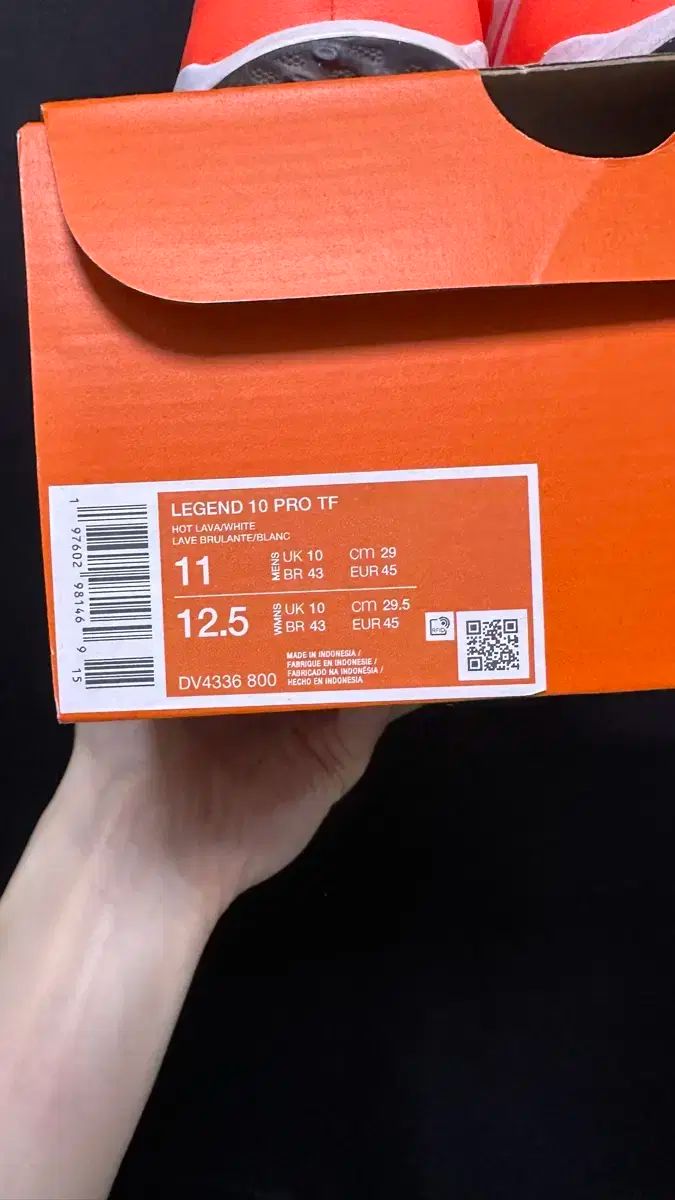 LEGEND 10 PRO TF
HOT LAVA/WHITE
LAVE BRULANTE/BLANC
11 MENS UK 10 cm 29
BR 43 EUR 45
12.5 WMNS UK 10 cm 29.5
BR 43 EUR 45
RFID
DV4336 800
MADE IN INDONESIA /
FABRIQUE EN INDONESIE /
FABRICADO NA INDONÉSIA /
HECHO EN INDONESIA
1 97602 98146 9 15